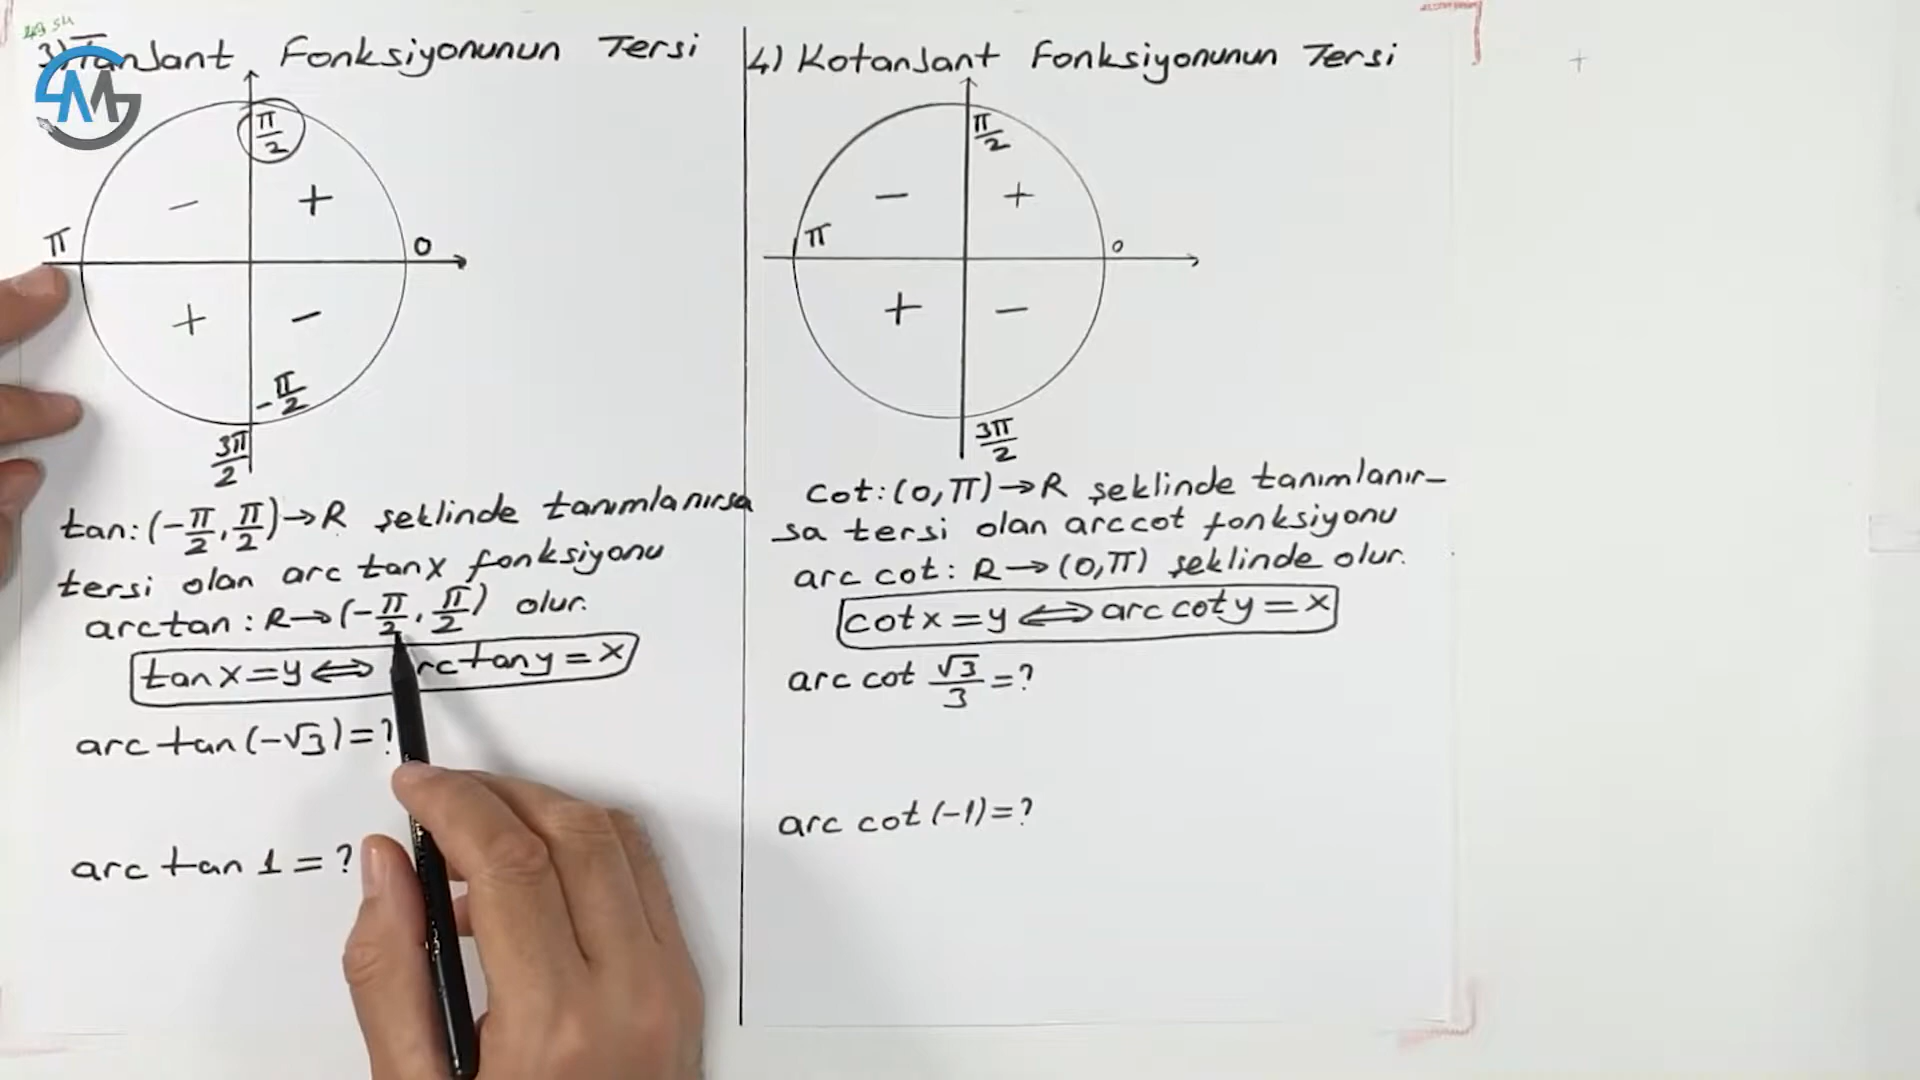 3) Tanjant Fonksiyonunun Tersi
π/2
− +
π 0
+ −
-π/2
3π/2
tan: (-π/2, π/2)→R şeklinde tanımlanırsa
tersi olan arc tanx fonksiyonu
arctan: R→(-π/2, π/2) olur.
tanx=y⟺arctany=x
arc tan(-√3)=?
arc tan 1 = ?
4) Kotanjant Fonksiyonunun Tersi
π/2
− +
π 0
+ −
3π/2
cot: (0,π)→R şeklinde tanımlanır-
sa tersi olan arccot fonksiyonu
arc cot: R→(0,π) şeklinde olur.
cotx=y⟺arc coty=x
arc cot √3/3 = ?
arc cot (-1)=?